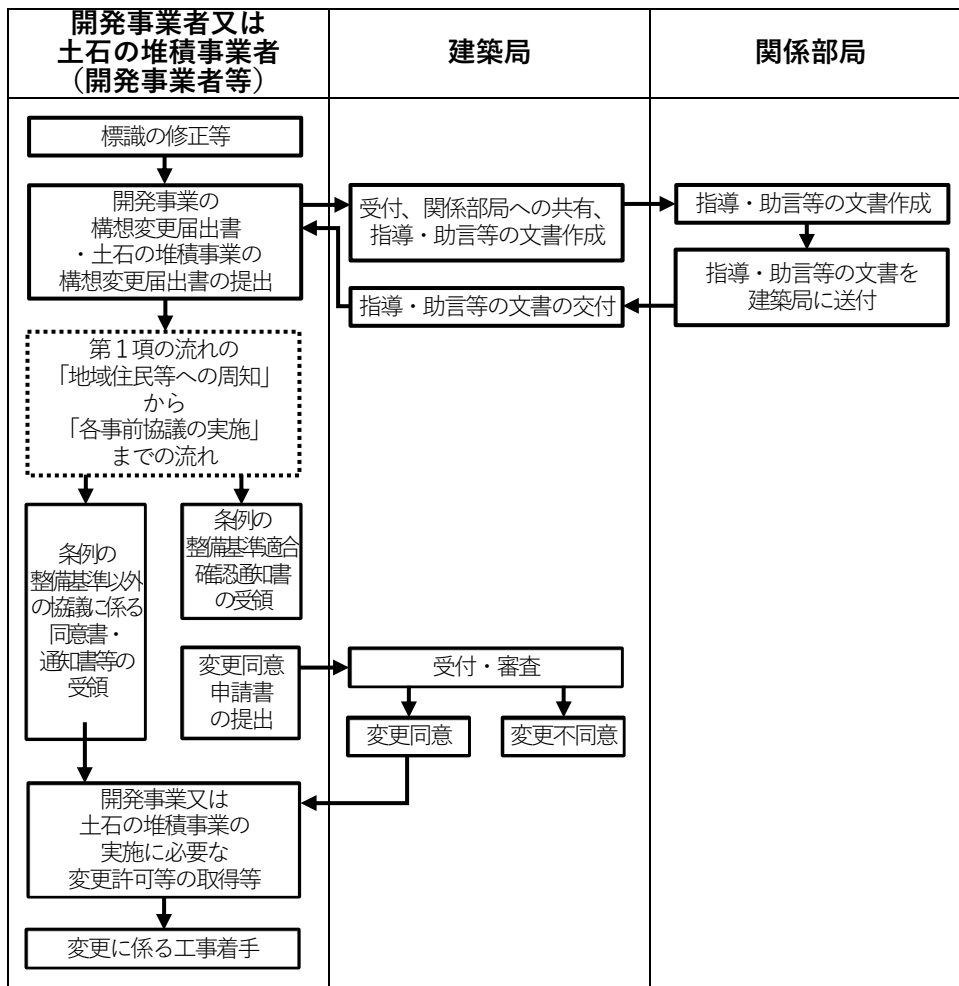 開発事業者又は
土石の堆積事業者
（開発事業者等）
建築局
関係部局
標識の修正等
開発事業の
構想変更届出書
・土石の堆積事業の
構想変更届出書の提出
受付、関係部局への共有、
指導・助言等の文書作成
指導・助言等の文書作成
指導・助言等の文書を
建築局に送付
指導・助言等の文書の交付
第１項の流れの
「地域住民等への周知」
から
「各事前協議の実施」
までの流れ
条例の
整備基準以外
の協議に係る
同意書・
通知書等の
受領
条例の
整備基準適合
確認通知書
の受領
変更同意
申請書
の提出
受付・審査
変更同意
変更不同意
開発事業又は
土石の堆積事業の
実施に必要な
変更許可等の取得等
変更に係る工事着手